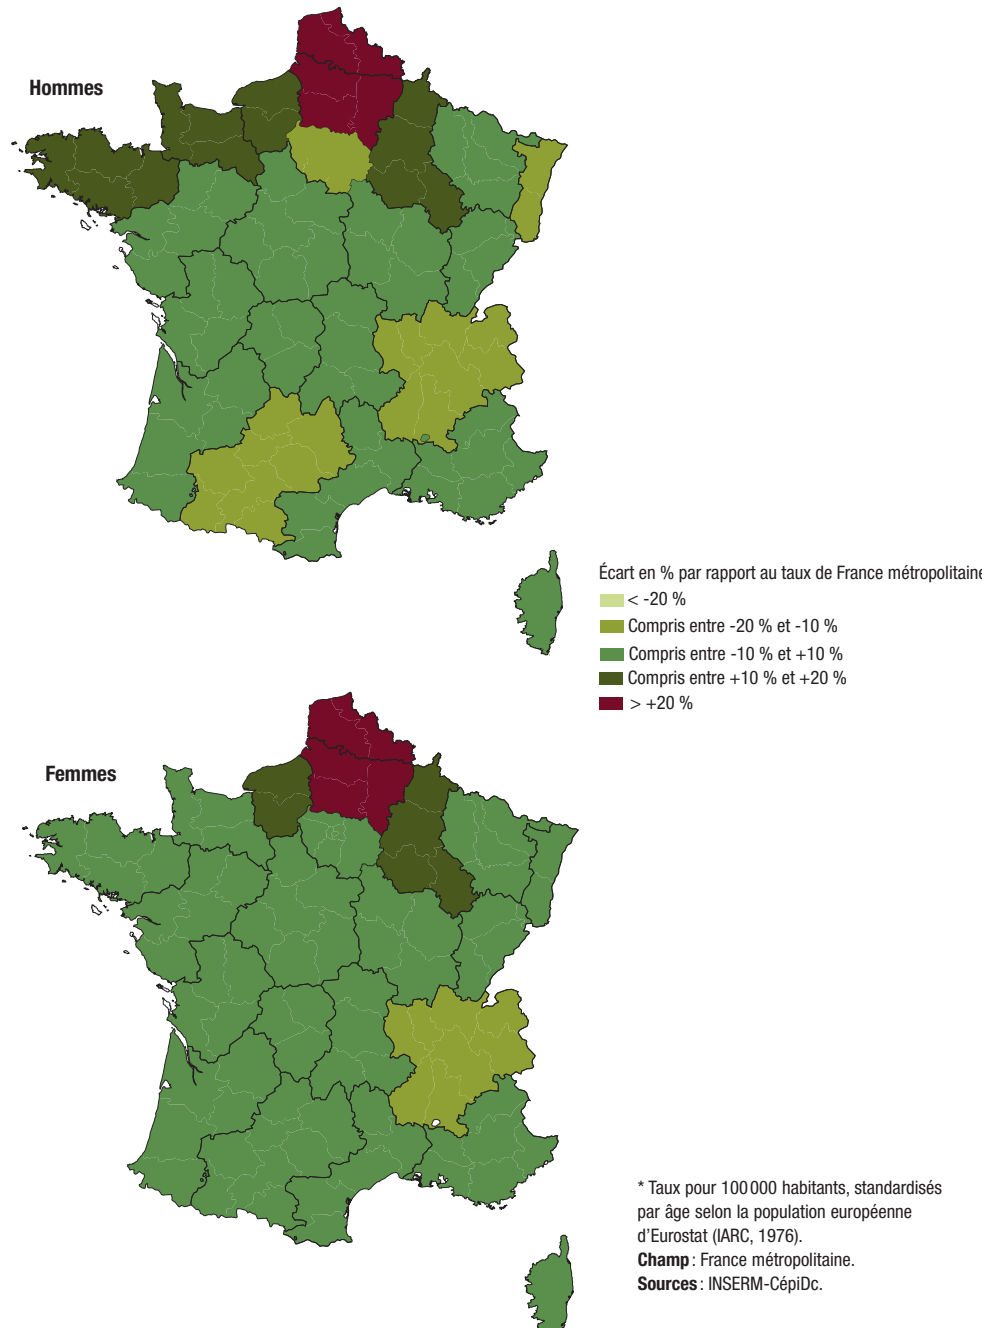 Hommes
Écart en % par rapport au taux de France métropolitaine
< -20 %
Compris entre -20 % et -10 %
Compris entre -10 % et +10 %
Compris entre +10 % et +20 %
> +20 %
Femmes
* Taux pour 100 000 habitants, standardisés
par âge selon la population européenne
d’Eurostat (IARC, 1976).
Champ : France métropolitaine.
Sources : INSERM-CépiDc.